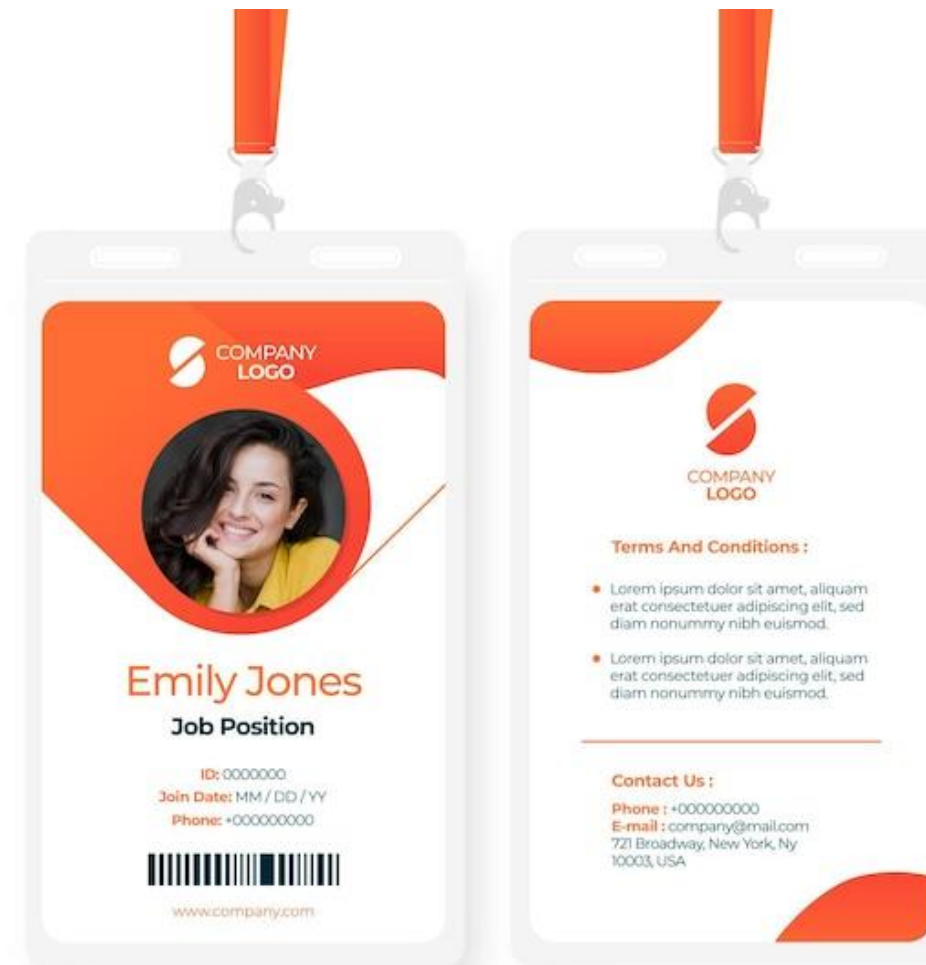 COMPANY
LOGO
Emily Jones
Job Position
ID: 0000000
Join Date: MM / DD / YY
Phone: +000000000
www.company.com
COMPANY
LOGO
Terms And Conditions :
Lorem ipsum dolor sit amet, aliquam
erat consectetuer adipiscing elit, sed
diam nonummy nibh euismod.
Lorem ipsum dolor sit amet, aliquam
erat consectetuer adipiscing elit, sed
diam nonummy nibh euismod.
Contact Us :
Phone : +000000000
E-mail : company@mail.com
721 Broadway, New York, Ny
10003, USA